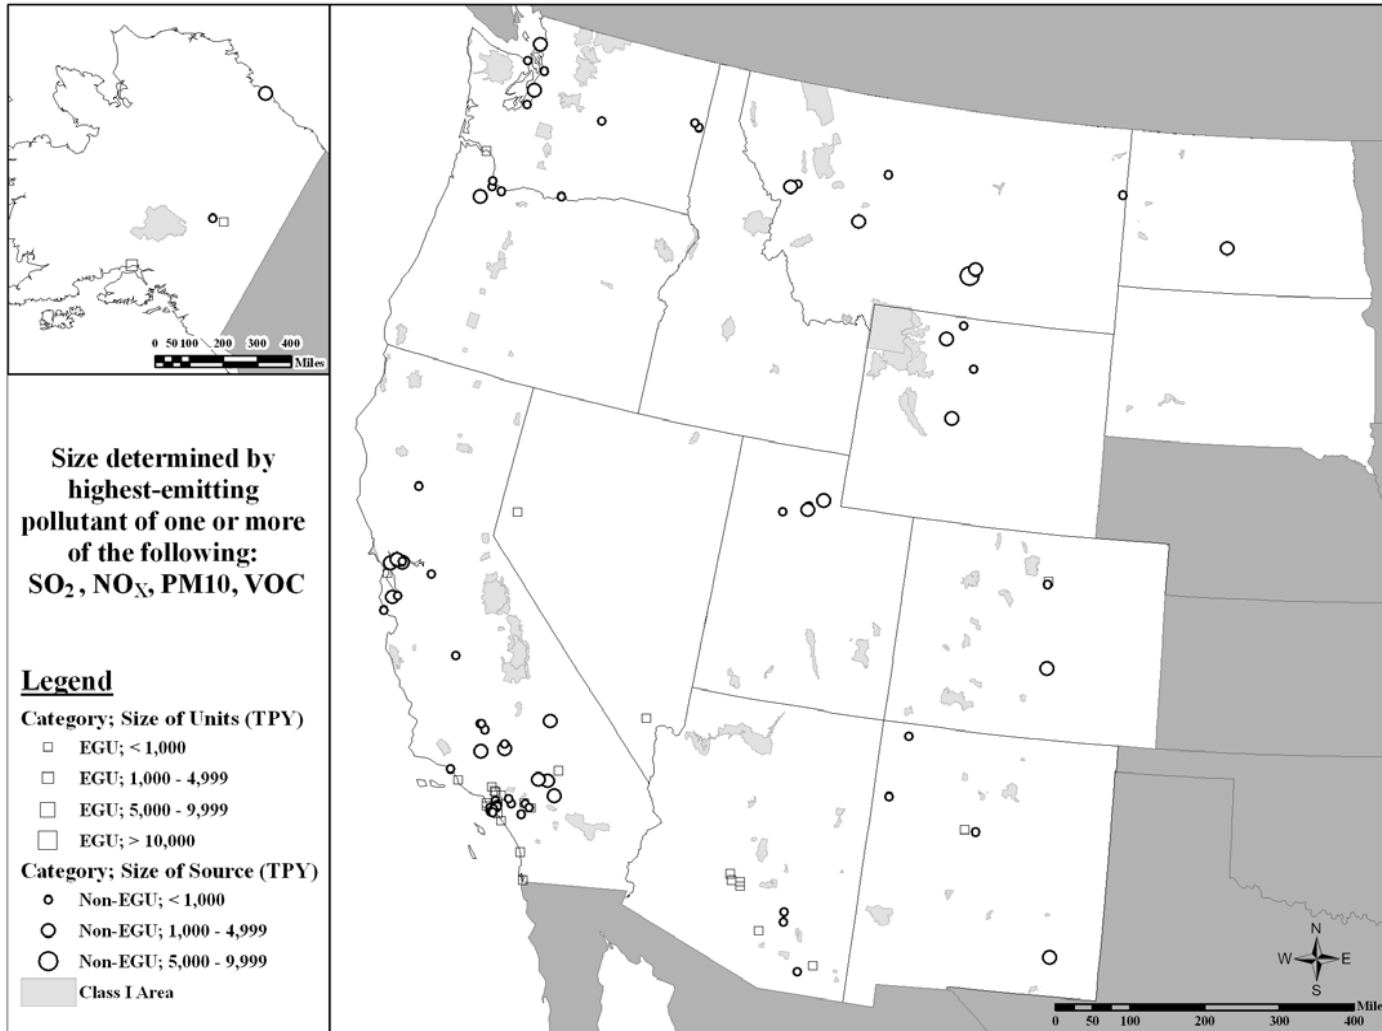 0 50 100 200 300 400
Miles
Size determined by
highest-emitting
pollutant of one or more
of the following:
SO2 , NOX, PM10, VOC
Legend
Category; Size of Units (TPY)
EGU; < 1,000
EGU; 1,000 - 4,999
EGU; 5,000 - 9,999
EGU; > 10,000
Category; Size of Source (TPY)
Non-EGU; < 1,000
Non-EGU; 1,000 - 4,999
Non-EGU; 5,000 - 9,999
Class I Area
N
W E
S
Mile
0 50 100 200 300 400